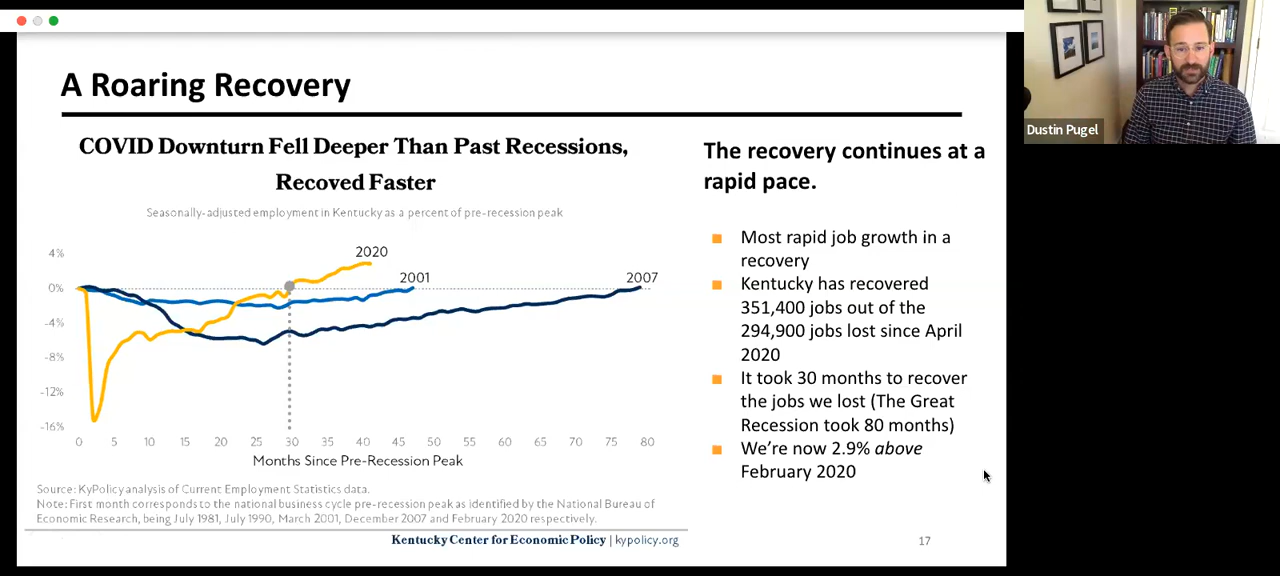 A Roaring Recovery
COVID Downturn Fell Deeper Than Past Recessions,
Recoved Faster
Seasonally-adjusted employment in Kentucky as a percent of pre-recession peak
4%
0%
-4%
-8%
-12%
-16%
2020
2001
2007
0 5 10 15 20 25 30 35 40 45 50 55 60 65 70 75 80
Months Since Pre-Recession Peak
Source: KyPolicy analysis of Current Employment Statistics data.
Note: First month corresponds to the national business cycle pre-recession peak as identified by the National Bureau of
Economic Research, being July 1981, July 1990, March 2001, December 2007 and February 2020 respectively.
The recovery continues at a
rapid pace.
Most rapid job growth in a
recovery
Kentucky has recovered
351,400 jobs out of the
294,900 jobs lost since April
2020
It took 30 months to recover
the jobs we lost (The Great
Recession took 80 months)
We're now 2.9% above
February 2020
Kentucky Center for Economic Policy | kypolicy.org
17
Dustin Pugel